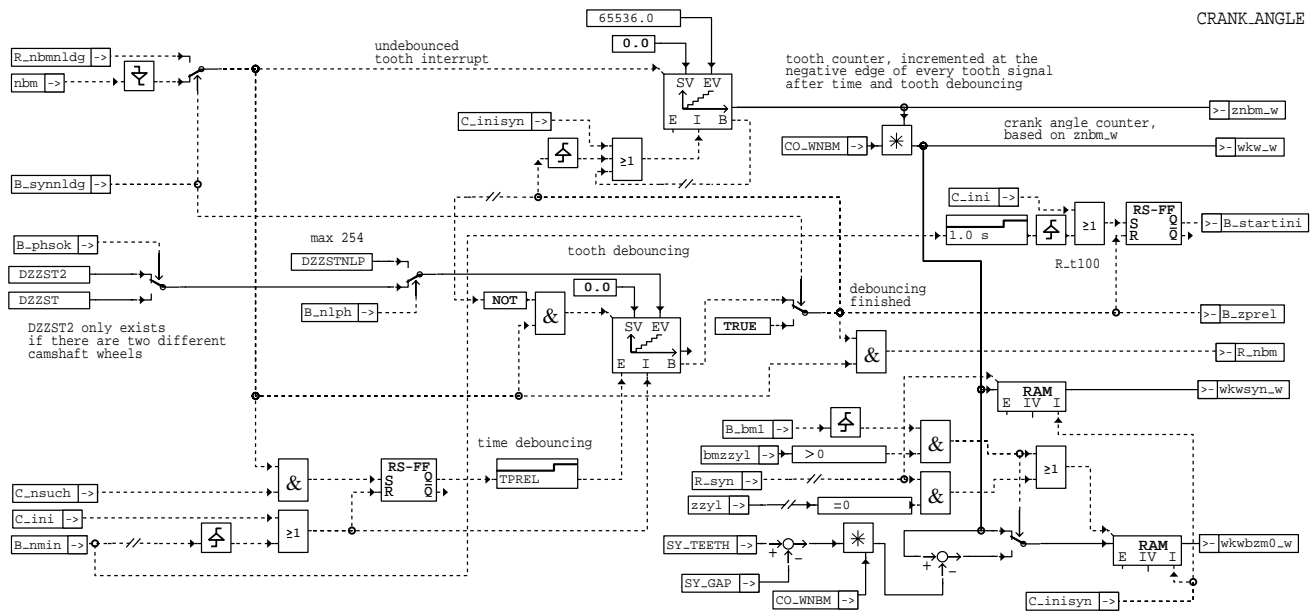 CRANK_ANGLE
65536.0
0.0
R_nbmnldg ->
nbm ->
undebounced
tooth interrupt
SV EV
E I B
tooth counter, incremented at the
negative edge of every tooth signal
after time and tooth debouncing
>- znbm_w
C_inisyn ->
≥1
crank angle counter,
based on znbm_w
CO_WNBM ->
*
>- wkw_w
B_synnldg ->
C_ini ->
1.0 s
≥1
RS-FF
S Q
R Q
>- B_startini
R_t100
B_phsok ->
DZZST2
DZZST
max 254
DZZSTNLP
tooth debouncing
B_nlph ->
0.0
NOT
&
SV EV
E I B
TRUE
debouncing
finished
>- B_zprel
&
>- R_nbm
DZZST2 only exists
if there are two different
camshaft wheels
RAM
E IV I
>- wkwsyn_w
B_bm1 ->
bmzzyl ->
>0
&
R_syn ->
zzyl ->
=0
&
≥1
time debouncing
C_nsuch ->
&
RS-FF
S Q
R Q
TPREL
C_ini ->
B_nmin ->
≥1
SY_TEETH ->
+
-
*
SY_GAP ->
CO_WNBM ->
+
-
RAM
E IV I
>- wkwbzm0_w
C_inisyn ->